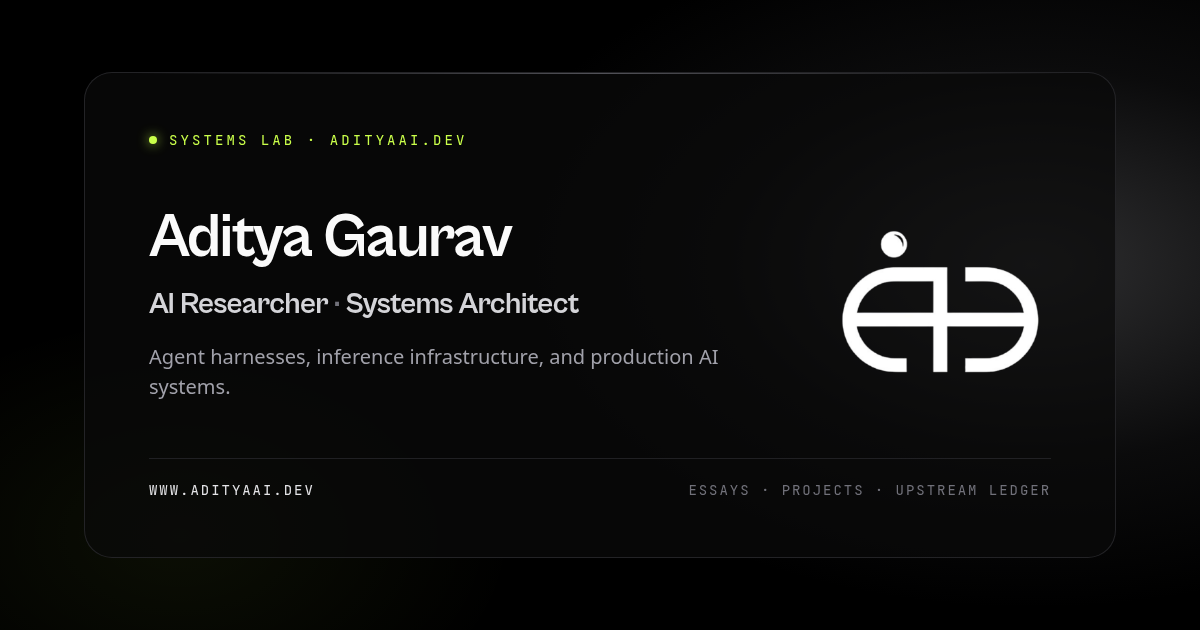 SYSTEMS LAB · ADITYAAI.DEV
Aditya Gaurav
AI Researcher · Systems Architect
Agent harnesses, inference infrastructure, and production AI
systems.
WWW.ADITYAAI.DEV
ESSAYS · PROJECTS · UPSTREAM LEDGER